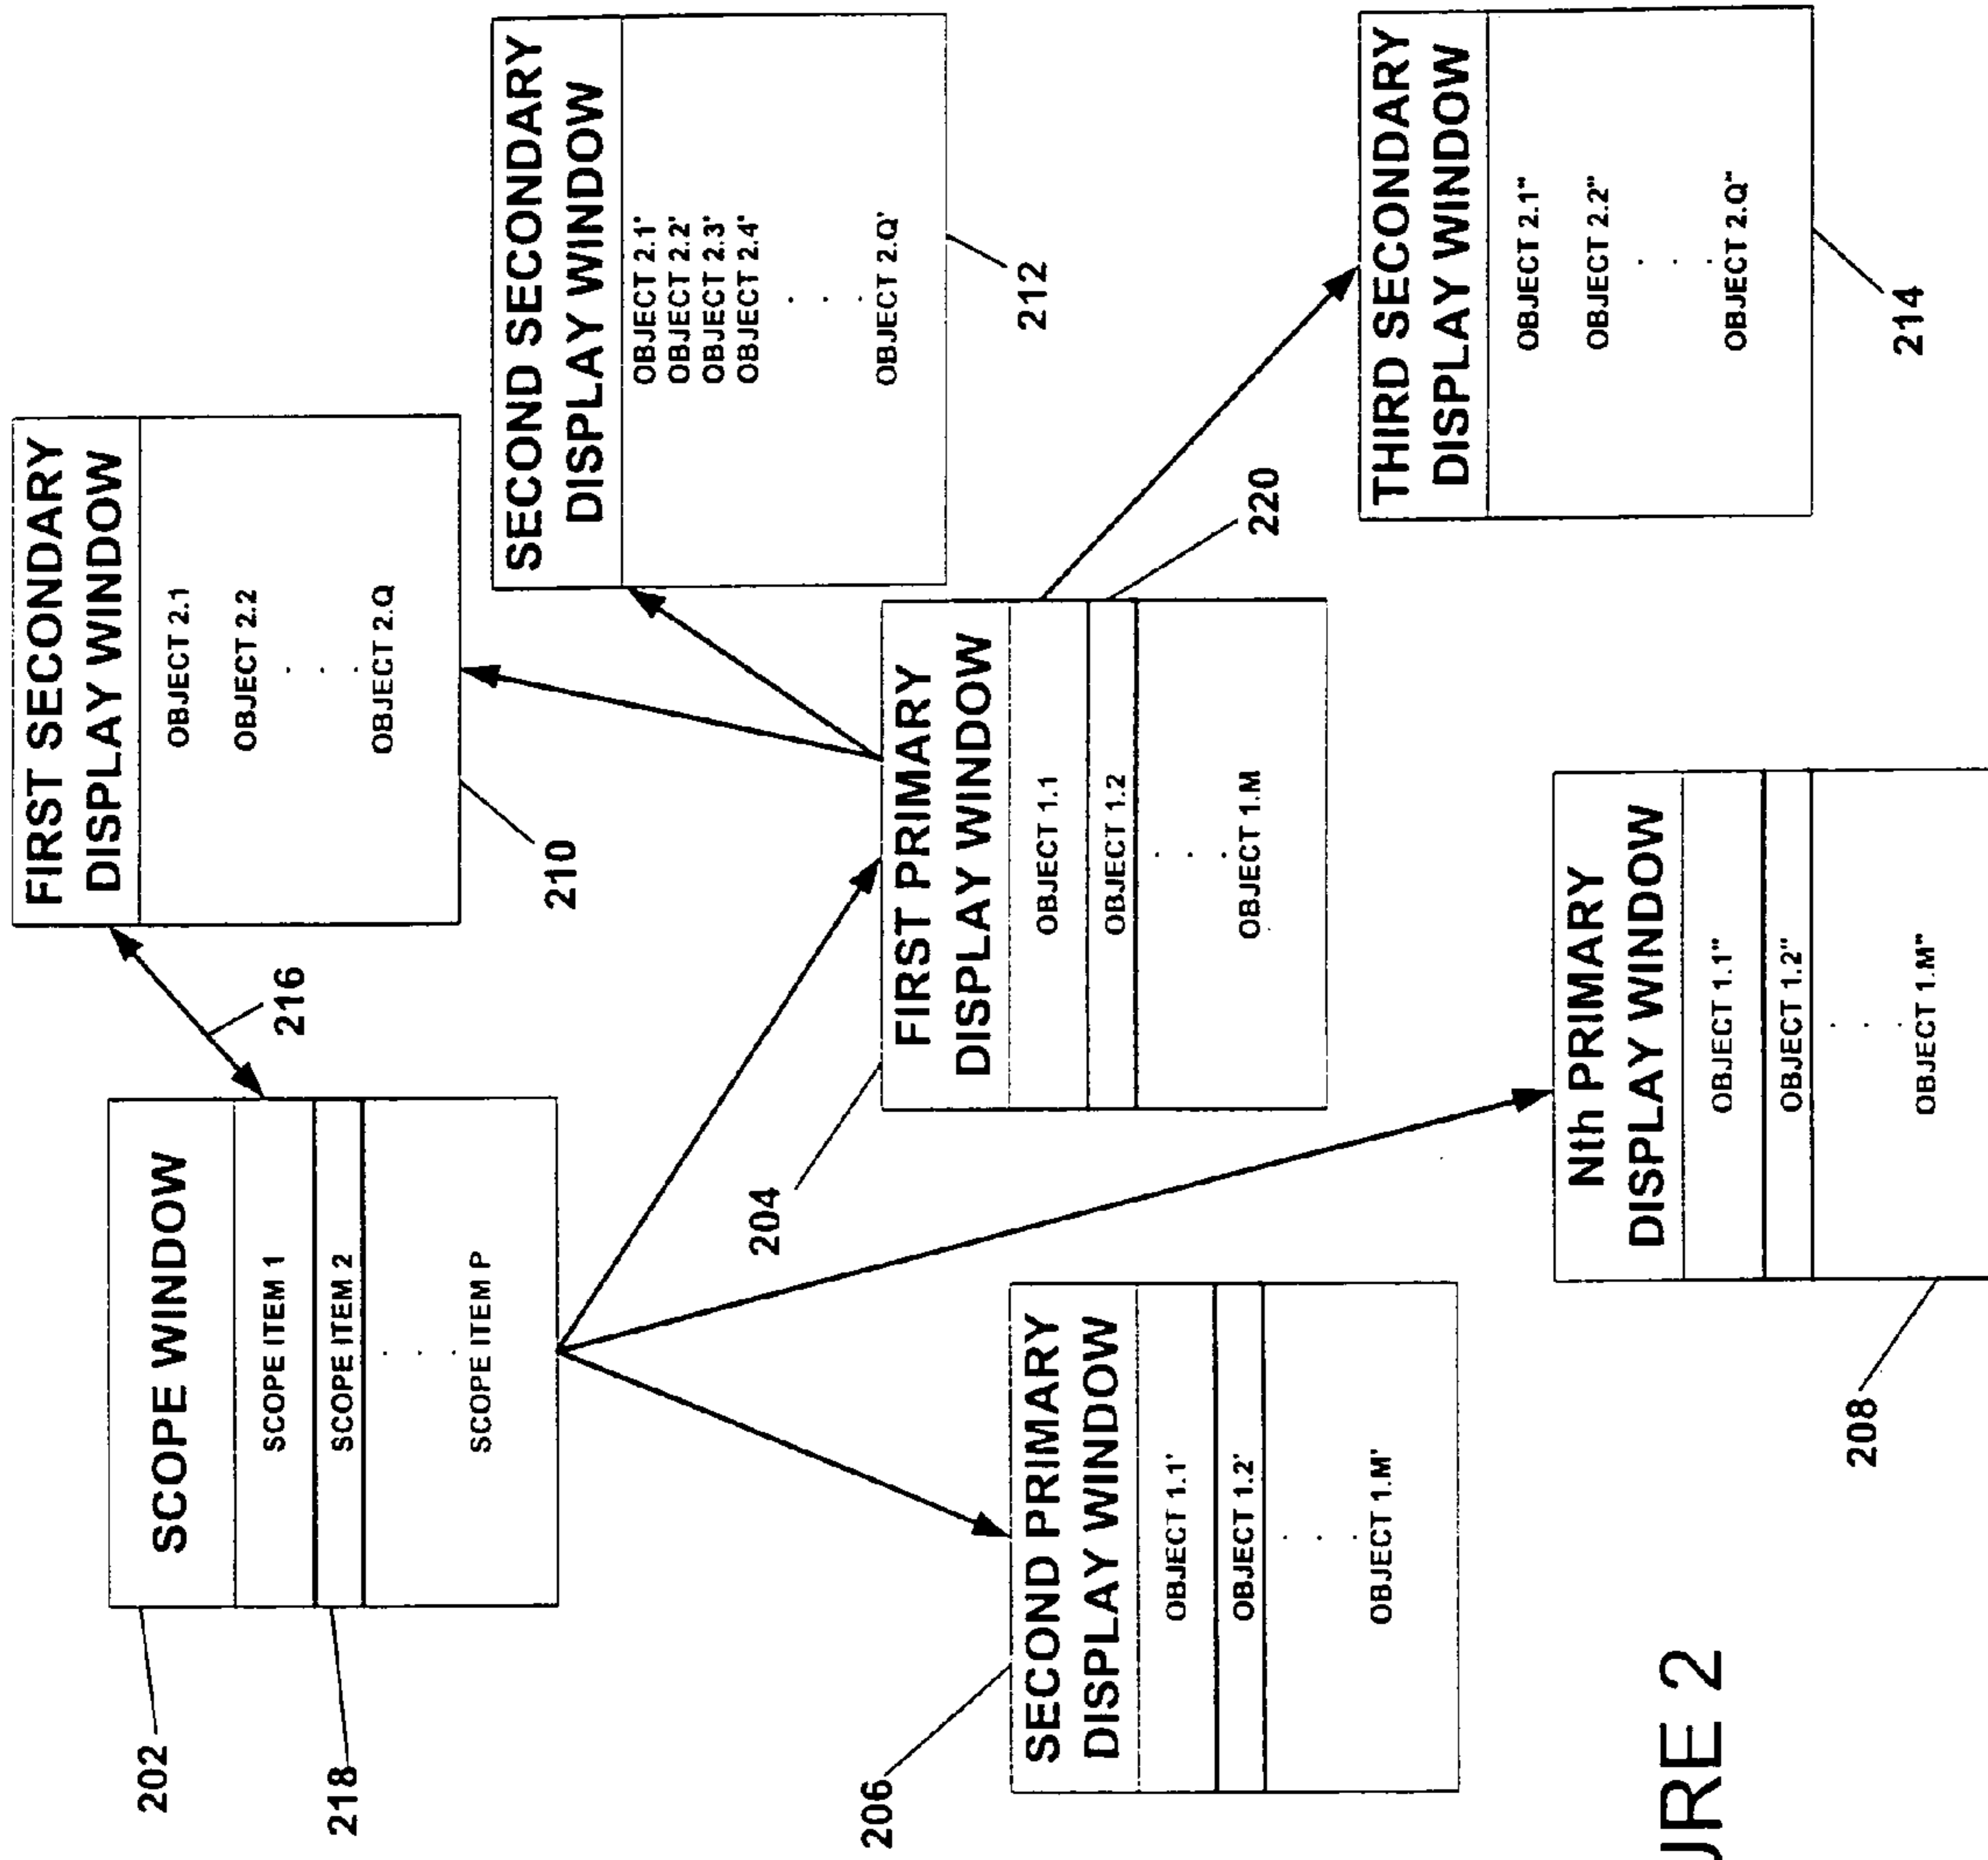 SCOPE WINDOW
SCOPE ITEM 1
SCOPE ITEM 2
. . .
SCOPE ITEM P
202
218
216
FIRST SECONDARY
DISPLAY WINDOW
OBJECT 2.1
OBJECT 2.2
. . .
OBJECT 2.Q
210
SECOND SECONDARY
DISPLAY WINDOW
OBJECT 2.1'
OBJECT 2.2'
OBJECT 2.3'
OBJECT 2.4'
. . .
OBJECT 2.Q'
212
FIRST PRIMARY
DISPLAY WINDOW
OBJECT 1.1
OBJECT 1.2
. . .
OBJECT 1.M
204
220
SECOND PRIMARY
DISPLAY WINDOW
OBJECT 1.1'
OBJECT 1.2'
. . .
OBJECT 1.M'
206
Nth PRIMARY
DISPLAY WINDOW
OBJECT 1.1"
OBJECT 1.2"
. . .
OBJECT 1.M"
208
THIRD SECONDARY
DISPLAY WINDOW
OBJECT 2.1"
OBJECT 2.2"
. . .
OBJECT 2.Q"
214
URE 2